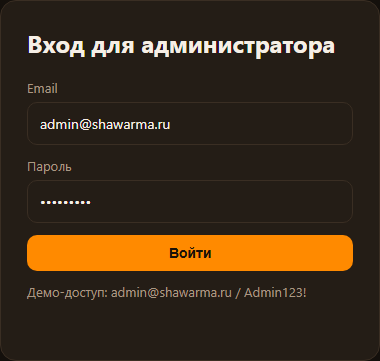 Вход для администратора
Email
admin@shawarma.ru
Пароль
•••••••••
Войти
Демо-доступ: admin@shawarma.ru / Admin123!